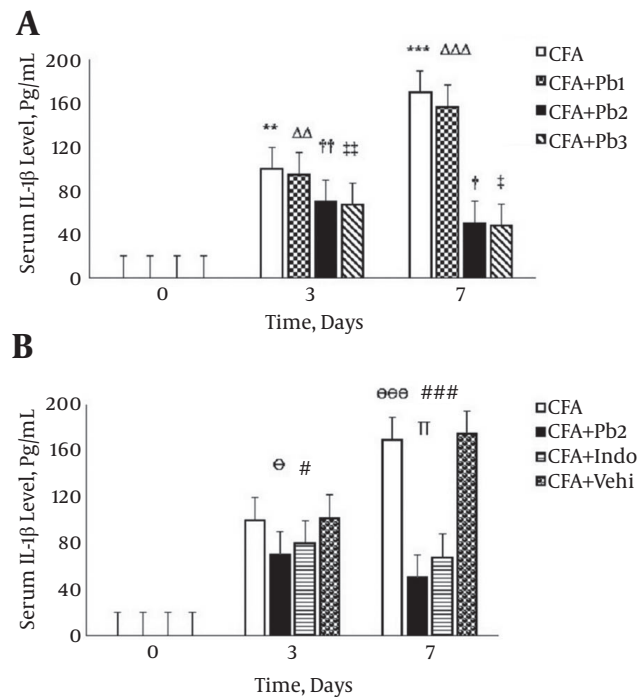 A
Serum IL-1β Level, Pg/mL
200
160
120
80
40
0
** ΔΔ †† ‡‡
*** ΔΔΔ † ‡
CFA
CFA+Pb1
CFA+Pb2
CFA+Pb3
0 3 7
Time, Days
B
Serum IL-1β Level, Pg/mL
200
160
120
80
40
0
ɵ #
ɵɵɵ ###
π
CFA
CFA+Pb2
CFA+Indo
CFA+Vehi
0 3 7
Time, Days